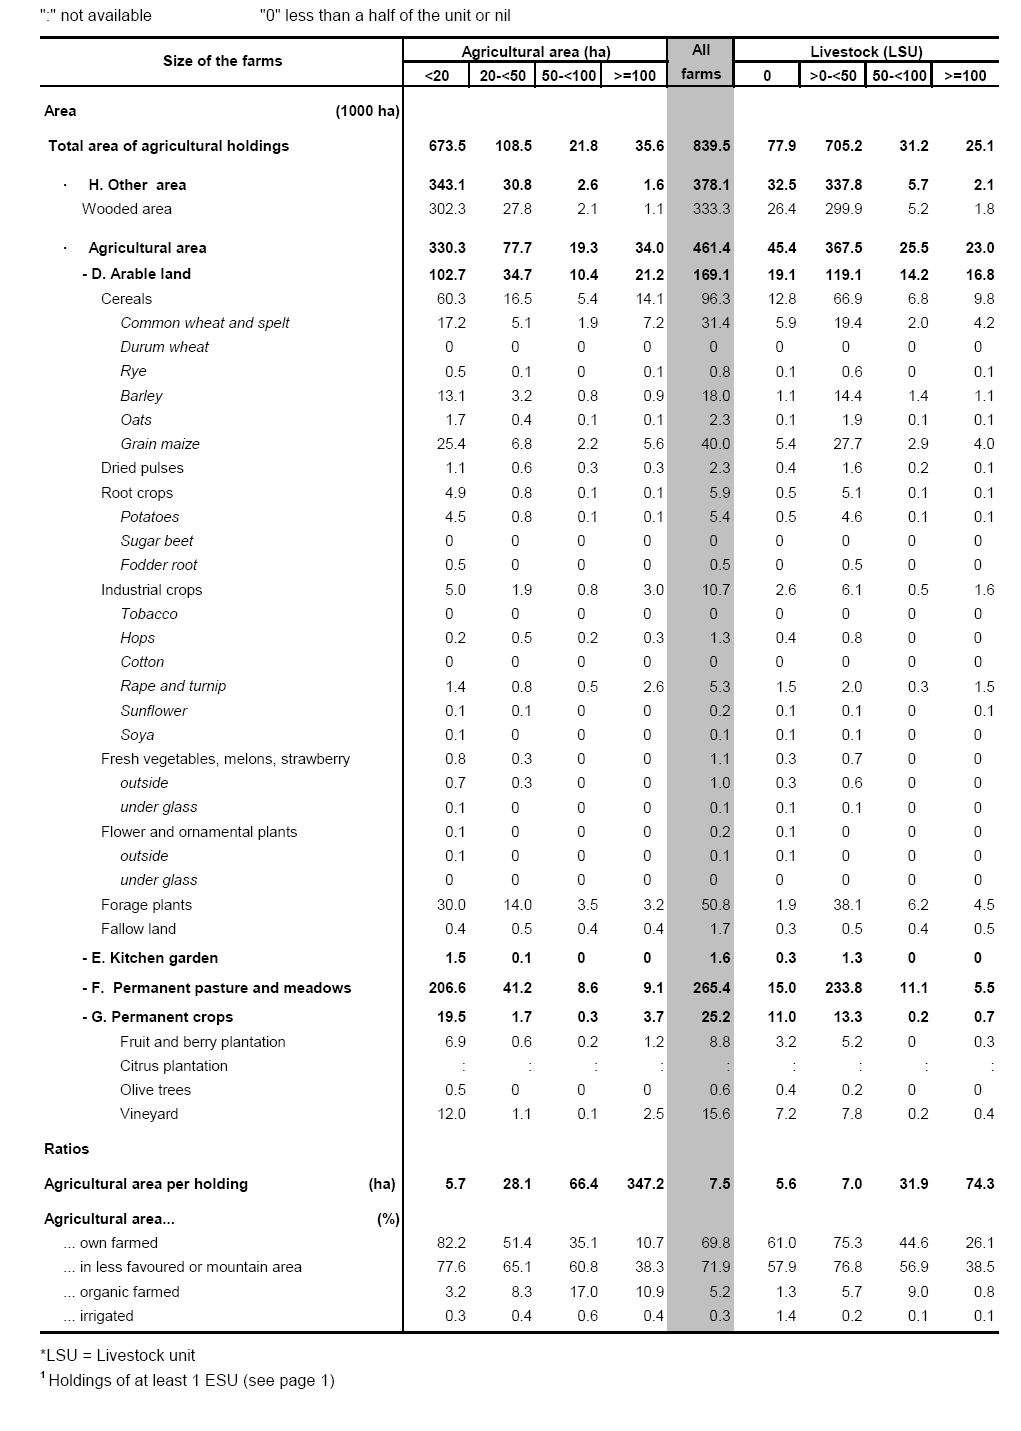 ":" not available "0" less than a half of the unit or nil
Size of the farms Agricultural area (ha) All farms Livestock (LSU)
<20 20-<50 50-<100 >=100 0 >0-<50 50-<100 >=100
Area (1000 ha)
Total area of agricultural holdings 673.5 108.5 21.8 35.6 839.5 77.9 705.2 31.2 25.1
· H. Other area 343.1 30.8 2.6 1.6 378.1 32.5 337.8 5.7 2.1
Wooded area 302.3 27.8 2.1 1.1 333.3 26.4 299.9 5.2 1.8
· Agricultural area 330.3 77.7 19.3 34.0 461.4 45.4 367.5 25.5 23.0
- D. Arable land 102.7 34.7 10.4 21.2 169.1 19.1 119.1 14.2 16.8
Cereals 60.3 16.5 5.4 14.1 96.3 12.8 66.9 6.8 9.8
Common wheat and spelt 17.2 5.1 1.9 7.2 31.4 5.9 19.4 2.0 4.2
Durum wheat 0 0 0 0 0 0 0 0 0
Rye 0.5 0.1 0 0.1 0.8 0.1 0.6 0 0.1
Barley 13.1 3.2 0.8 0.9 18.0 1.1 14.4 1.4 1.1
Oats 1.7 0.4 0.1 0.1 2.3 0.1 1.9 0.1 0.1
Grain maize 25.4 6.8 2.2 5.6 40.0 5.4 27.7 2.9 4.0
Dried pulses 1.1 0.6 0.3 0.3 2.3 0.4 1.6 0.2 0.1
Root crops 4.9 0.8 0.1 0.1 5.9 0.5 5.1 0.1 0.1
Potatoes 4.5 0.8 0.1 0.1 5.4 0.5 4.6 0.1 0.1
Sugar beet 0 0 0 0 0 0 0 0 0
Fodder root 0.5 0 0 0 0.5 0 0.5 0 0
Industrial crops 5.0 1.9 0.8 3.0 10.7 2.6 6.1 0.5 1.6
Tobacco 0 0 0 0 0 0 0 0 0
Hops 0.2 0.5 0.2 0.3 1.3 0.4 0.8 0 0
Cotton 0 0 0 0 0 0 0 0 0
Rape and turnip 1.4 0.8 0.5 2.6 5.3 1.5 2.0 0.3 1.5
Sunflower 0.1 0.1 0 0 0.2 0.1 0.1 0 0.1
Soya 0.1 0 0 0 0.1 0.1 0.1 0 0
Fresh vegetables, melons, strawberry 0.8 0.3 0 0 1.1 0.3 0.7 0 0
outside 0.7 0.3 0 0 1.0 0.3 0.6 0 0
under glass 0.1 0 0 0 0.1 0.1 0.1 0 0
Flower and ornamental plants 0.1 0 0 0 0.2 0.1 0 0 0
outside 0.1 0 0 0 0.1 0.1 0 0 0
under glass 0 0 0 0 0 0 0 0 0
Forage plants 30.0 14.0 3.5 3.2 50.8 1.9 38.1 6.2 4.5
Fallow land 0.4 0.5 0.4 0.4 1.7 0.3 0.5 0.4 0.5
- E. Kitchen garden 1.5 0.1 0 0 1.6 0.3 1.3 0 0
- F. Permanent pasture and meadows 206.6 41.2 8.6 9.1 265.4 15.0 233.8 11.1 5.5
- G. Permanent crops 19.5 1.7 0.3 3.7 25.2 11.0 13.3 0.2 0.7
Fruit and berry plantation 6.9 0.6 0.2 1.2 8.8 3.2 5.2 0 0.3
Citrus plantation : : : : : : : : :
Olive trees 0.5 0 0 0 0.6 0.4 0.2 0 0
Vineyard 12.0 1.1 0.1 2.5 15.6 7.2 7.8 0.2 0.4
Ratios
Agricultural area per holding (ha) 5.7 28.1 66.4 347.2 7.5 5.6 7.0 31.9 74.3
Agricultural area... (%)
... own farmed 82.2 51.4 35.1 10.7 69.8 61.0 75.3 44.6 26.1
... in less favoured or mountain area 77.6 65.1 60.8 38.3 71.9 57.9 76.8 56.9 38.5
... organic farmed 3.2 8.3 17.0 10.9 5.2 1.3 5.7 9.0 0.8
... irrigated 0.3 0.4 0.6 0.4 0.3 1.4 0.2 0.1 0.1
*LSU = Livestock unit
1 Holdings of at least 1 ESU (see page 1)